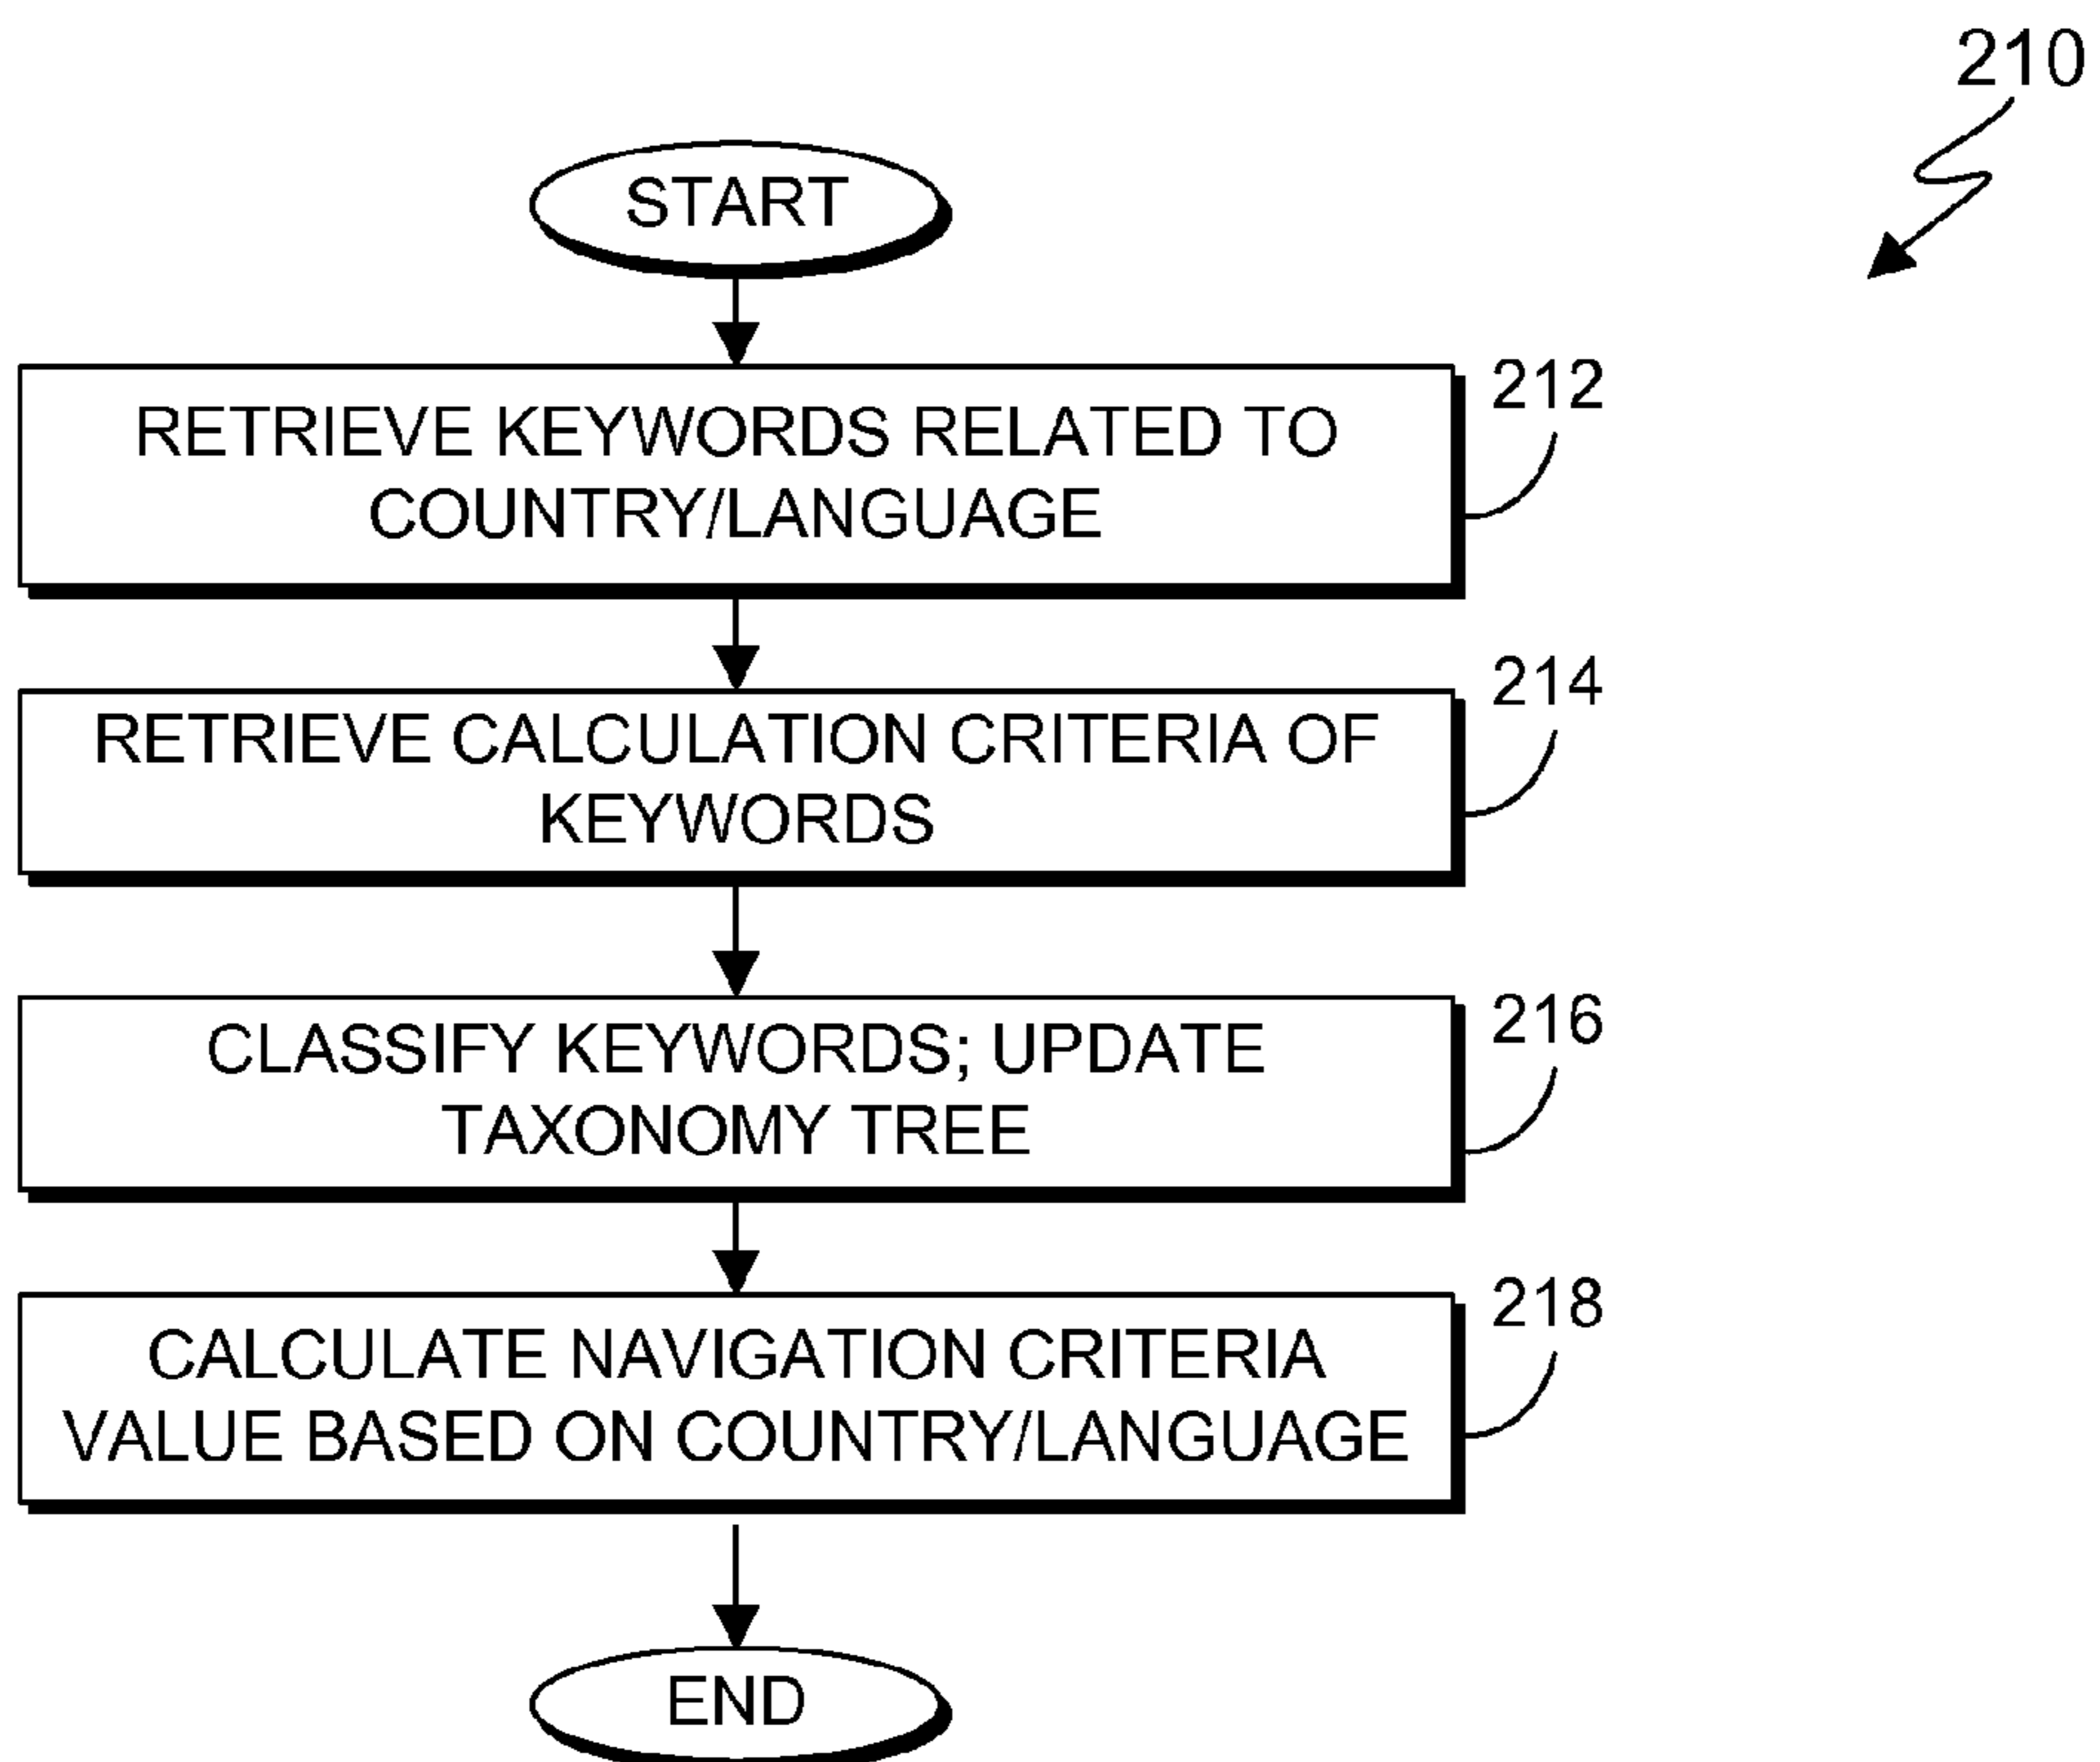 210
START
RETRIEVE KEYWORDS RELATED TO
COUNTRY/LANGUAGE
212
RETRIEVE CALCULATION CRITERIA OF
KEYWORDS
214
CLASSIFY KEYWORDS; UPDATE
TAXONOMY TREE
216
CALCULATE NAVIGATION CRITERIA
VALUE BASED ON COUNTRY/LANGUAGE
218
END